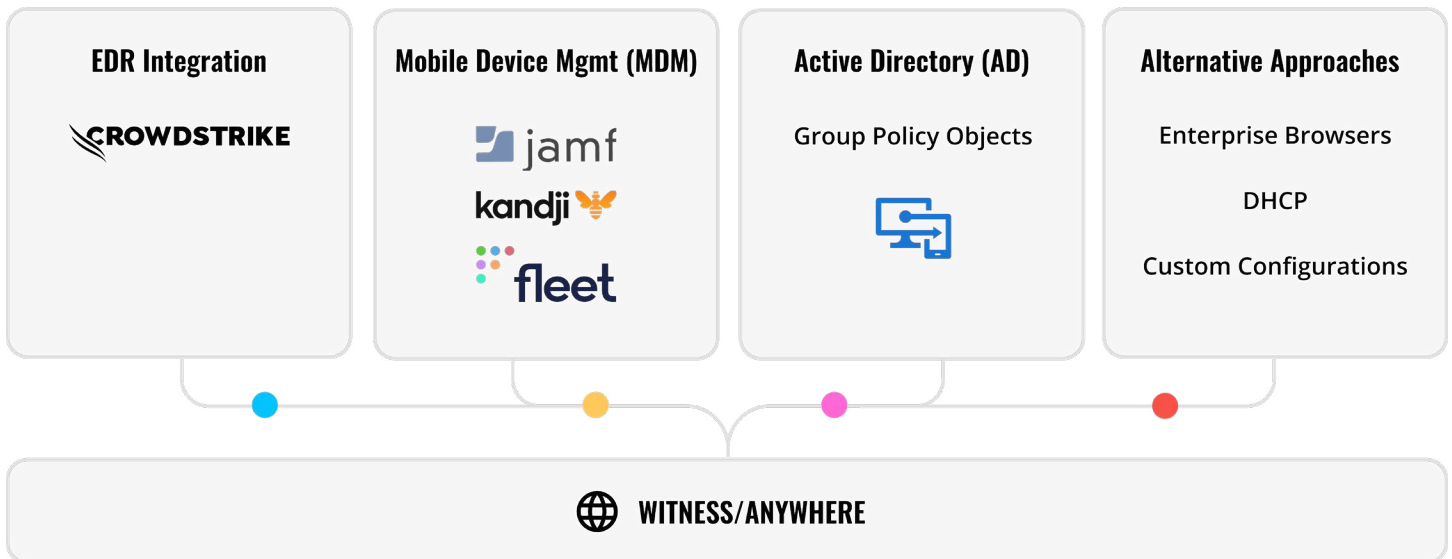 EDR Integration
CROWDSTRIKE
Mobile Device Mgmt (MDM)
jamf
kandji
fleet
Active Directory (AD)
Group Policy Objects
Alternative Approaches
Enterprise Browsers
DHCP
Custom Configurations
WITNESS/ANYWHERE